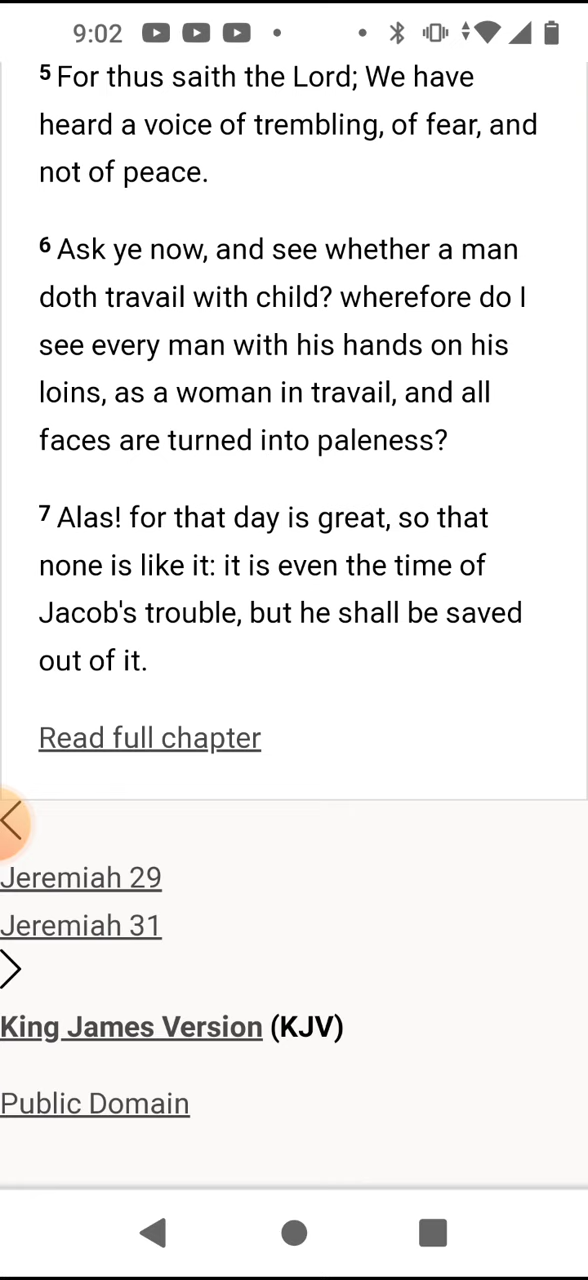 9:02
5 For thus saith the Lord; We have
heard a voice of trembling, of fear, and
not of peace.
6 Ask ye now, and see whether a man
doth travail with child? wherefore do I
see every man with his hands on his
loins, as a woman in travail, and all
faces are turned into paleness?
7 Alas! for that day is great, so that
none is like it: it is even the time of
Jacob's trouble, but he shall be saved
out of it.
Read full chapter
Jeremiah 29
Jeremiah 31
King James Version (KJV)
Public Domain